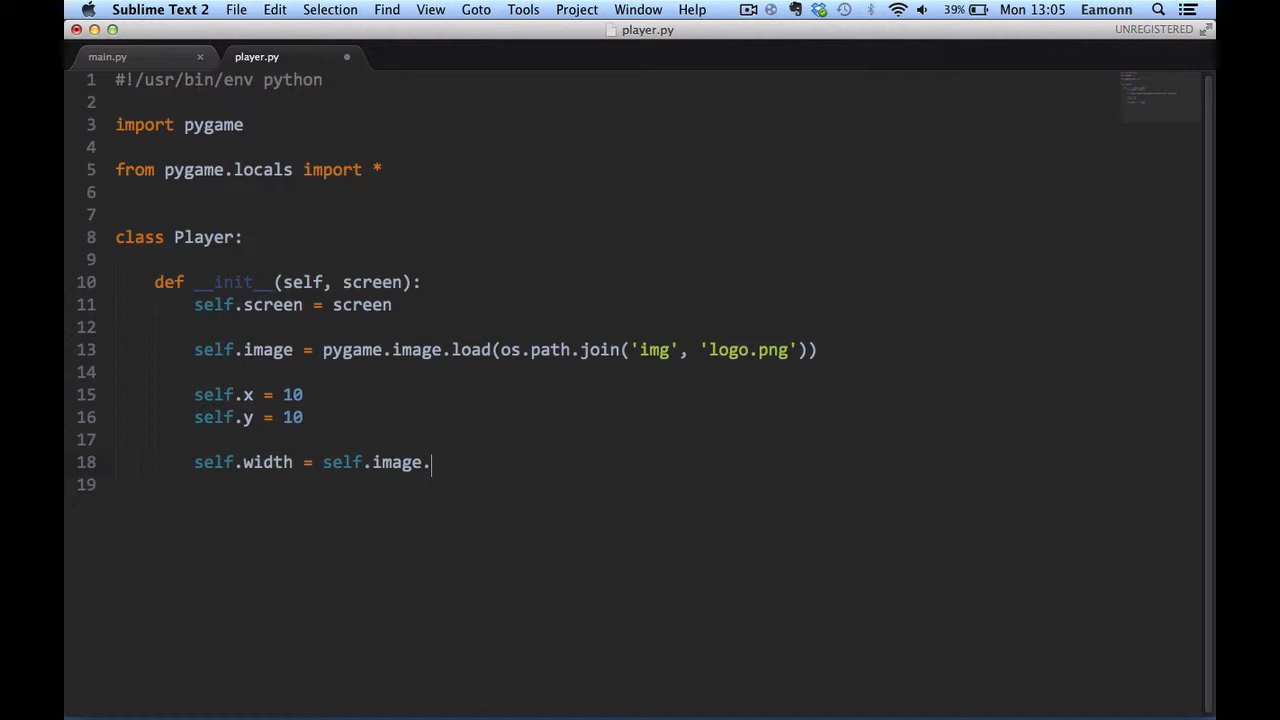 Sublime Text 2 File Edit Selection Find View Goto Tools Project Window Help 39% Mon 13:05 Eamonn
player.py UNREGISTERED
main.py player.py
1 #!/usr/bin/env python
2
3 import pygame
4
5 from pygame.locals import *
6
7
8 class Player:
9
10 def __init__(self, screen):
11 self.screen = screen
12
13 self.image = pygame.image.load(os.path.join('img', 'logo.png'))
14
15 self.x = 10
16 self.y = 10
17
18 self.width = self.image.
19